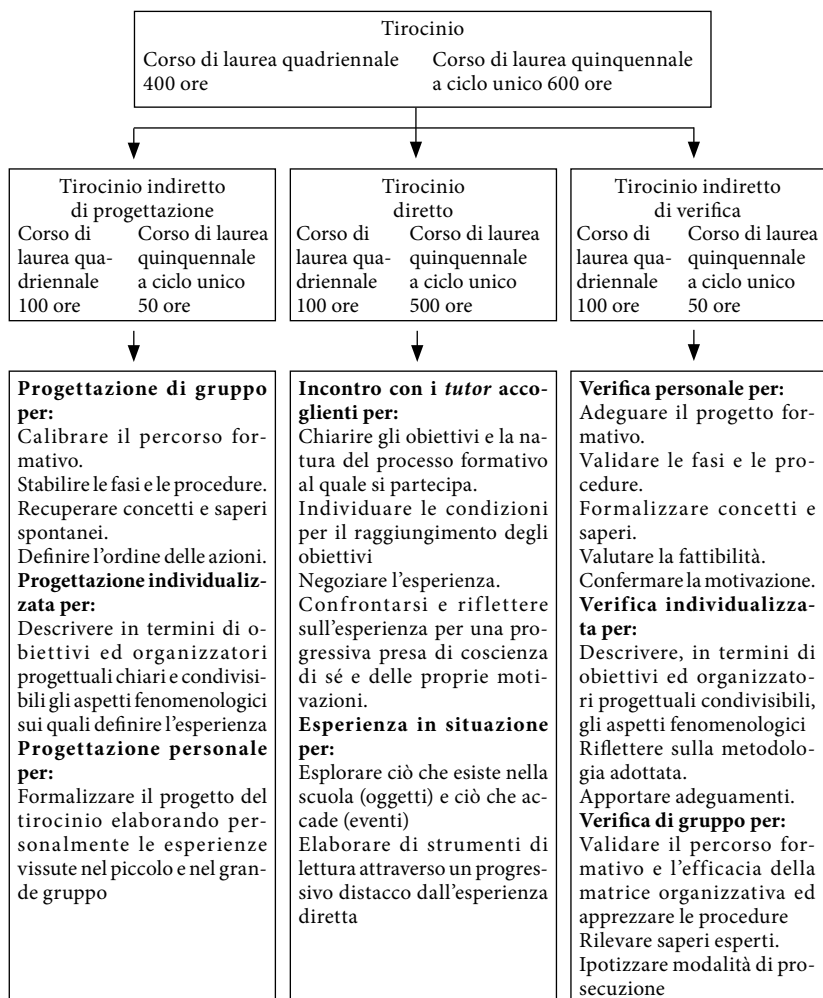 Tirocinio
Corso di laurea quadriennale
400 ore
Corso di laurea quinquennale
a ciclo unico 600 ore
Tirocinio indiretto
di progettazione
Corso di
laurea qua-
driennale
100 ore
Corso di laurea
quinquennale
a ciclo unico
50 ore
Tirocinio
diretto
Corso di
laurea qua-
driennale
100 ore
Corso di laurea
quinquennale
a ciclo unico
500 ore
Tirocinio indiretto
di verifica
Corso di
laurea qua-
driennale
100 ore
Corso di laurea
quinquennale
a ciclo unico
50 ore
Progettazione di gruppo
per:
Calibrare il percorso for-
mativo.
Stabilire le fasi e le procedure.
Recuperare concetti e saperi
spontanei.
Definire l'ordine delle azioni.
Progettazione individualiz-
zata per:
Descrivere in termini di o-
biettivi ed organizzatori
progettuali chiari e condivisi-
bili gli aspetti fenomenologici
sui quali definire l'esperienza
Progettazione personale
per:
Formalizzare il progetto del
tirocinio elaborando per-
sonalmente le esperienze
vissute nel piccolo e nel gran-
de gruppo
Incontro con i tutor acco-
glienti per:
Chiarire gli obiettivi e la na-
tura del processo formativo
al quale si partecipa.
Individuare le condizioni
per il raggiungimento degli
obiettivi
Negoziare l'esperienza.
Confrontarsi e riflettere
sull'esperienza per una pro-
gressiva presa di coscienza
di sé e delle proprie moti-
vazioni.
Esperienza in situazione
per:
Esplorare ciò che esiste nella
scuola (oggetti) e ciò che ac-
cade (eventi)
Elaborare di strumenti di
lettura attraverso un progres-
sivo distacco dall'esperienza
diretta
Verifica personale per:
Adeguare il progetto for-
mativo.
Validare le fasi e le pro-
cedure.
Formalizzare concetti e
saperi.
Valutare la fattibilità.
Confermare la motivazione.
Verifica individualizza-
ta per:
Descrivere, in termini di
obiettivi ed organizzato-
ri progettuali condivisibili,
gli aspetti fenomenologici
Riflettere sulla metodolo-
gia adottata.
Apportare adeguamenti.
Verifica di gruppo per:
Validare il percorso for-
mativo e l'efficacia della
matrice organizzativa ed
apprezzare le procedure
Rilevare saperi esperti.
Ipotizzare modalità di pro-
secuzione